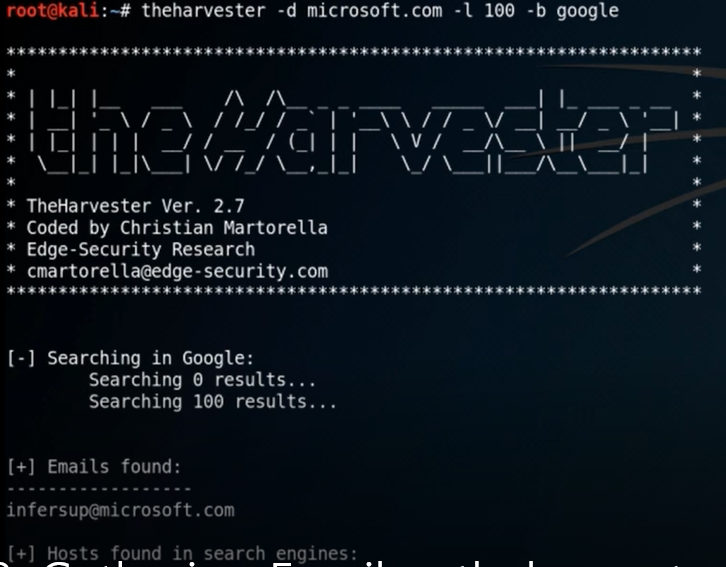 root@kali:~# theharvester -d microsoft.com -l 100 -b google
*******************************************************************
theHarvester
* TheHarvester Ver. 2.7 *
* Coded by Christian Martorella *
* Edge-Security Research *
* cmartorella@edge-security.com *
*******************************************************************
[-] Searching in Google:
Searching 0 results...
Searching 100 results...
[+] Emails found:
------------------
infersup@microsoft.com
[+] Hosts found in search engines: